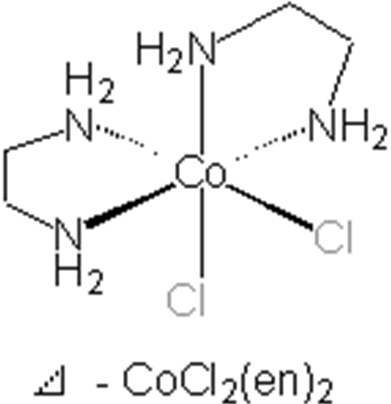 H₂N
H₂
N
NH₂
Co
N
H₂
Cl
Cl
⊿ - CoCl₂(en)₂